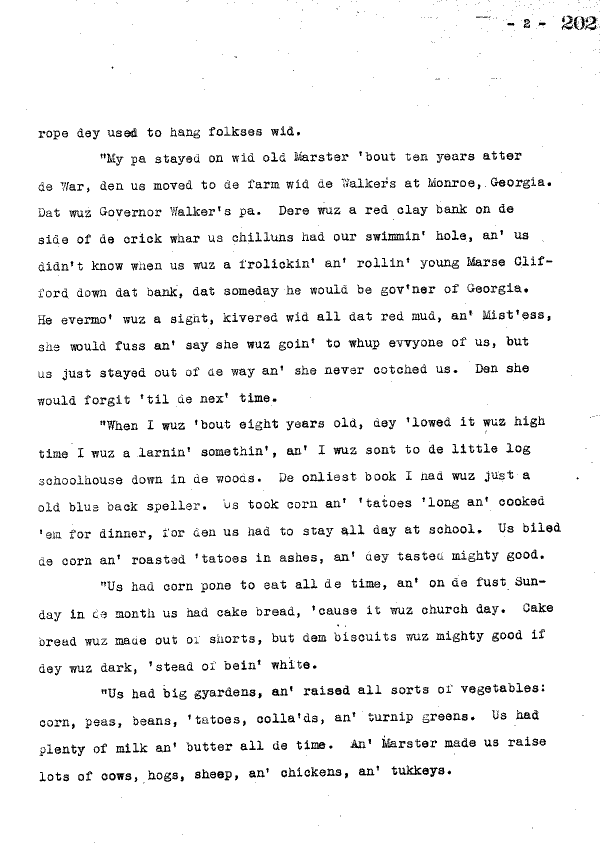 - 2 - 202
rope dey used to hang folkses wid.
"My pa stayed on wid old Marster 'bout ten years atter
de War, den us moved to de farm wid de Walkers at Monroe, Georgia.
Dat wuz Governor Walker's pa. Dere wuz a red clay bank on de
side of de crick whar us chilluns had our swimmin' hole, an' us
didn't know when us wuz a frolickin' an' rollin' young Marse Clif-
ford down dat bank, dat someday he would be gov'ner of Georgia.
He evermo' wuz a sight, kivered wid all dat red mud, an' Mist'ess,
she would fuss an' say she wuz goin' to whup evvyone of us, but
us just stayed out of de way an' she never cotched us. Den she
would forgit 'til de nex' time.
"When I wuz 'bout eight years old, dey 'lowed it wuz high
time I wuz a larnin' somethin', an' I wuz sont to de little log
schoolhouse down in de woods. De onliest book I had wuz just a
old blue back speller. Us took corn an' 'tatoes 'long an' cooked
'em for dinner, for den us had to stay all day at school. Us biled
de corn an' roasted 'tatoes in ashes, an' dey tasted mighty good.
"Us had corn pone to eat all de time, an' on de fust Sun-
day in de month us had cake bread, 'cause it wuz church day. Cake
bread wuz made out of shorts, but dem biscuits wuz mighty good if
dey wuz dark, 'stead of bein' white.
"Us had big gyardens, an' raised all sorts of vegetables:
corn, peas, beans, 'tatoes, colla'ds, an' turnip greens. Us had
plenty of milk an' butter all de time. An' Marster made us raise
lots of cows, hogs, sheep, an' chickens, an' tukkeys.